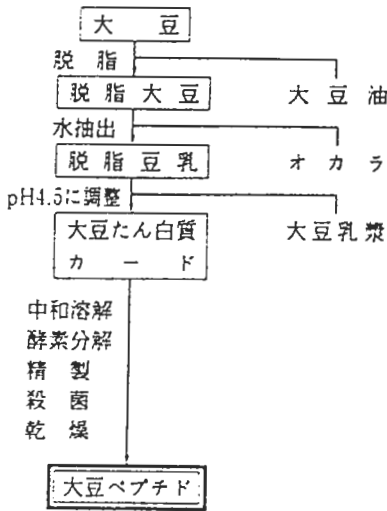 大豆
脱脂
脱脂大豆 大豆油
水抽出
脱脂豆乳 オカラ
pH4.5に調整
大豆たん白質 大豆乳漿
カード
中和溶解
酵素分解
精製
殺菌
乾燥
大豆ペプチド